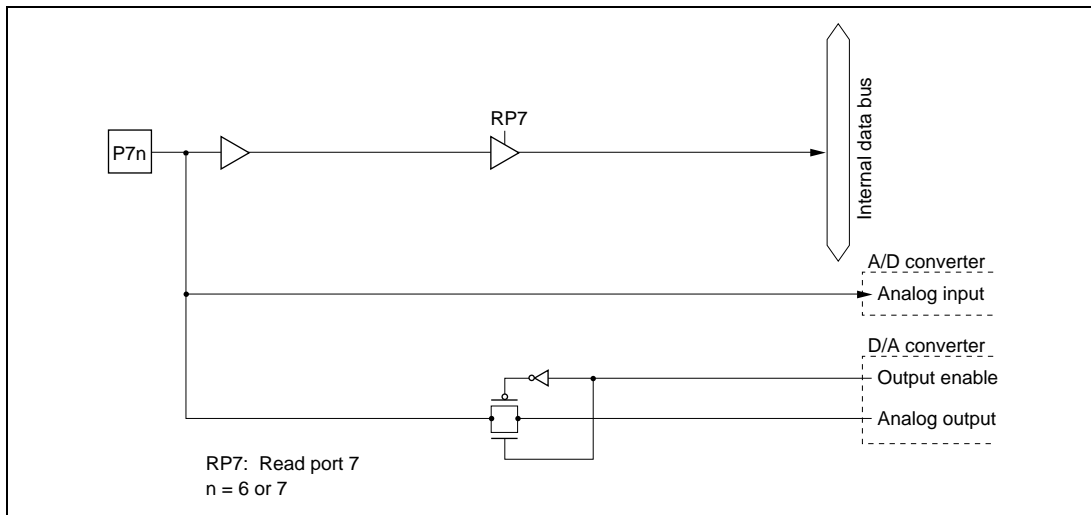 RP7
P7n
Internal data bus
A/D converter
Analog input
D/A converter
Output enable
Analog output
RP7: Read port 7
n = 6 or 7